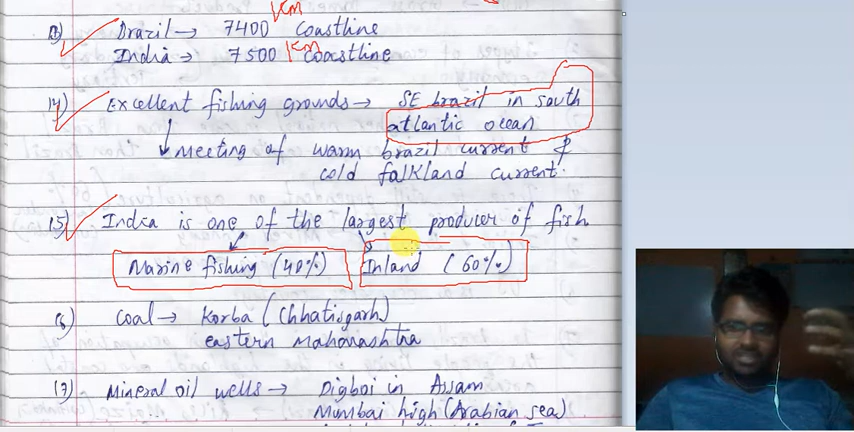 KM
13) Brazil → 7400 Coastline
India → 7500 KM Coastline
14) Excellent fishing grounds → SE brazil in south
atlantic ocean
meeting of warm brazil current &
cold falkland current.
15) India is one of the largest producer of fish
Marine fishing (40%) Inland (60%)
16) Coal → Korba (Chhatisgarh)
eastern Maharashtra
17) Mineral oil wells → Digboi in Assam
Mumbai high (Arabian sea)